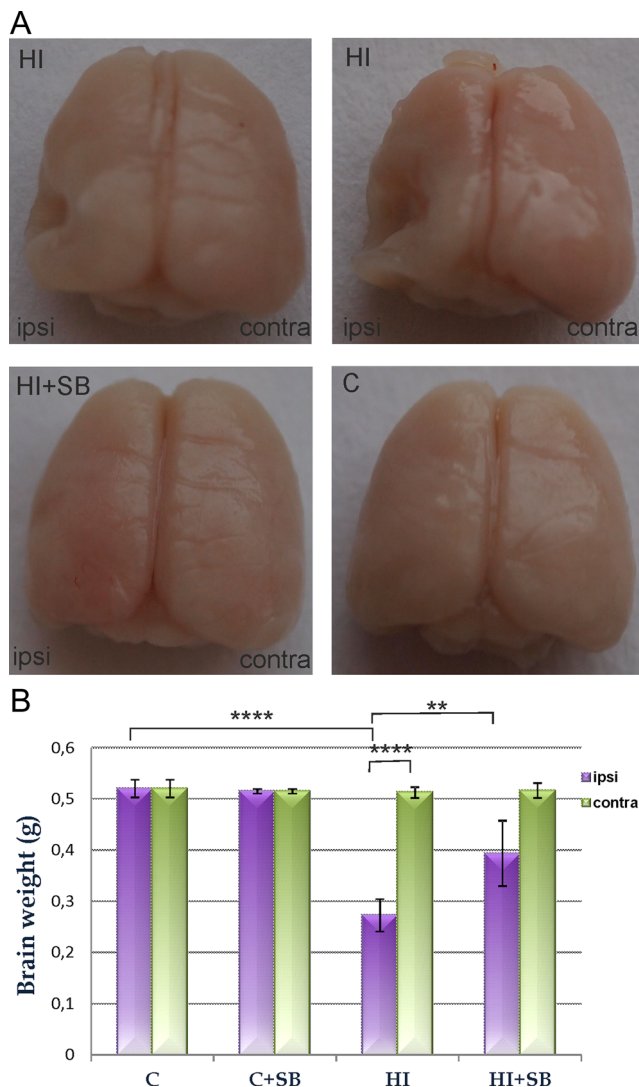 A
HI
HI
ipsi
contra
ipsi
contra
HI+SB
C
ipsi
contra
B
****
**
****
0,6
0,5
0,4
0,3
0,2
0,1
0
Brain weight (g)
ipsi
contra
C
C+SB
HI
HI+SB